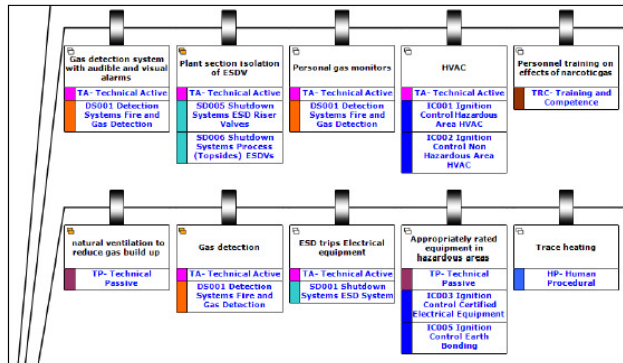 Gas detection system
with audible and visual
alarms
TA- Technical Active
DS001 Detection
Systems Fire and
Gas Detection
Plant section isolation
of ESDV
TA- Technical Active
SD005 Shutdown
Systems ESD Riser
Valves
SD006 Shutdown
Systems Process
(Topsides) ESDVs
Personal gas monitors
TA- Technical Active
DS001 Detection
Systems Fire and
Gas Detection
HVAC
TA- Technical Active
IC001 Ignition
Control Hazardous
Area HVAC
IC002 Ignition
Control Non
Hazardous Area
HVAC
Personnel training on
effects of narcoticgas
TRC- Training and
Competence
natural ventilation to
reduce gas build up
TP- Technical
Passive
Gas detection
TA- Technical Active
DS001 Detection
Systems Fire and
Gas Detection
ESD trips Electrical
equipment
TA- Technical Active
SD001 Shutdown
Systems ESD System
Appropriately rated
equipment in
hazardous areas
TP- Technical
Passive
IC003 Ignition
Control Certified
Electrical Equipment
IC005 Ignition
Control Earth
Bonding
Trace heating
HP- Human
Procedural